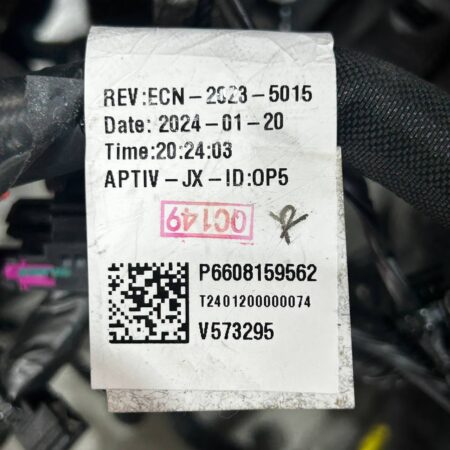 REV:ECN-2023-5015
Date: 2024-01-20
Time:20:24:03
APTIV-JX-ID:OP5
QC149
P6608159562
T2401200000074
V573295